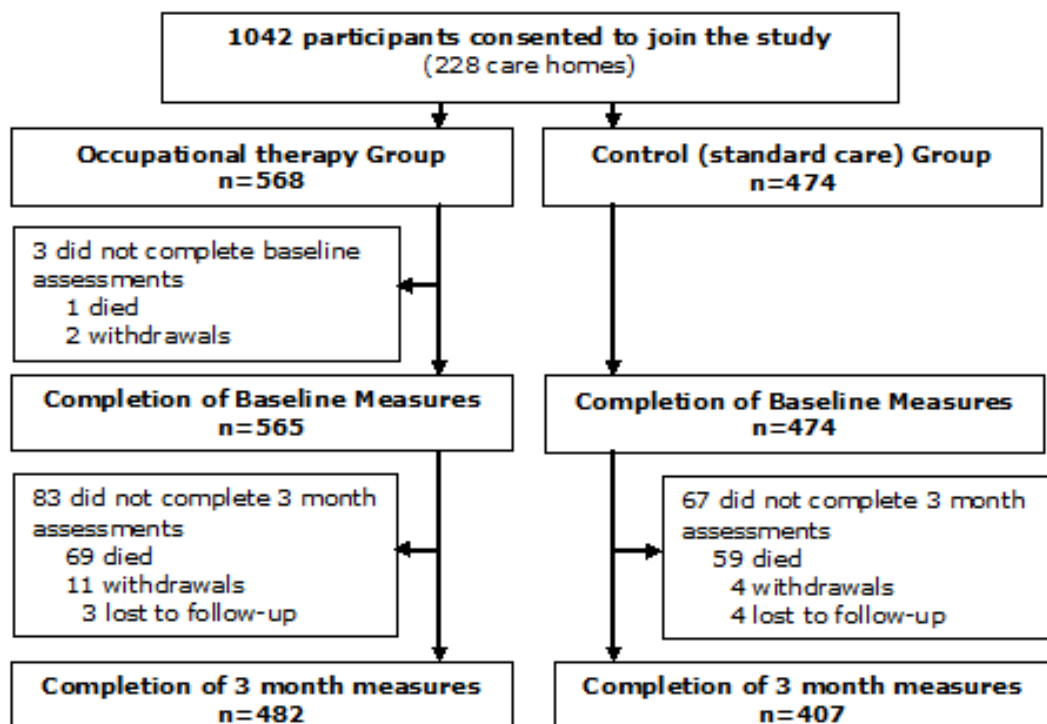 1042 participants consented to join the study
(228 care homes)
Occupational therapy Group
n=568
Control (standard care) Group
n=474
3 did not complete baseline
assessments
1 died
2 withdrawals
Completion of Baseline Measures
n=565
Completion of Baseline Measures
n=474
83 did not complete 3 month
assessments
69 died
11 withdrawals
3 lost to follow-up
67 did not complete 3 month
assessments
59 died
4 withdrawals
4 lost to follow-up
Completion of 3 month measures
n=482
Completion of 3 month measures
n=407